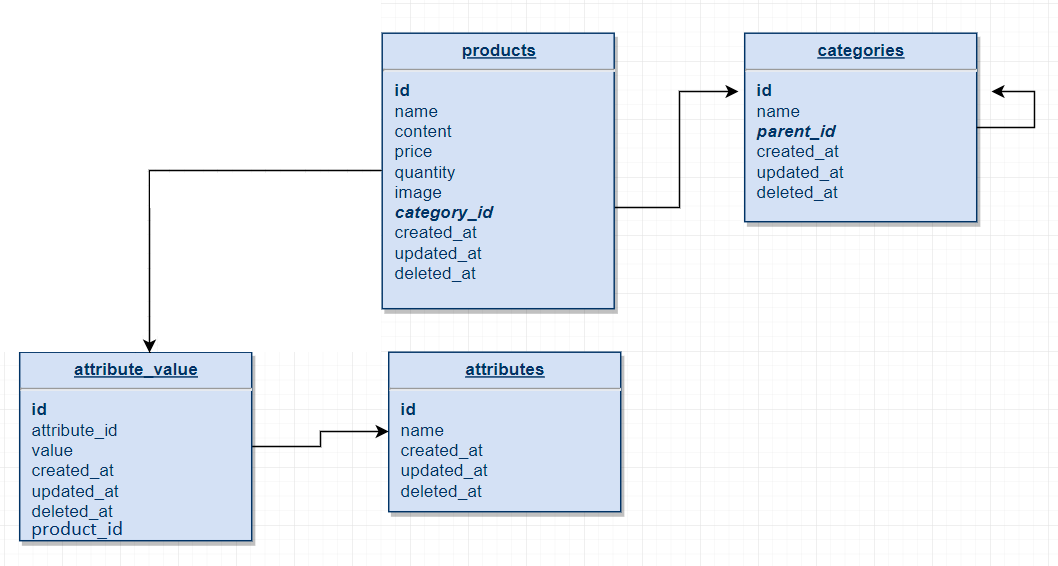 products
id
name
content
price
quantity
image
category_id
created_at
updated_at
deleted_at
categories
id
name
parent_id
created_at
updated_at
deleted_at
attribute_value
id
attribute_id
value
created_at
updated_at
deleted_at
product_id
attributes
id
name
created_at
updated_at
deleted_at